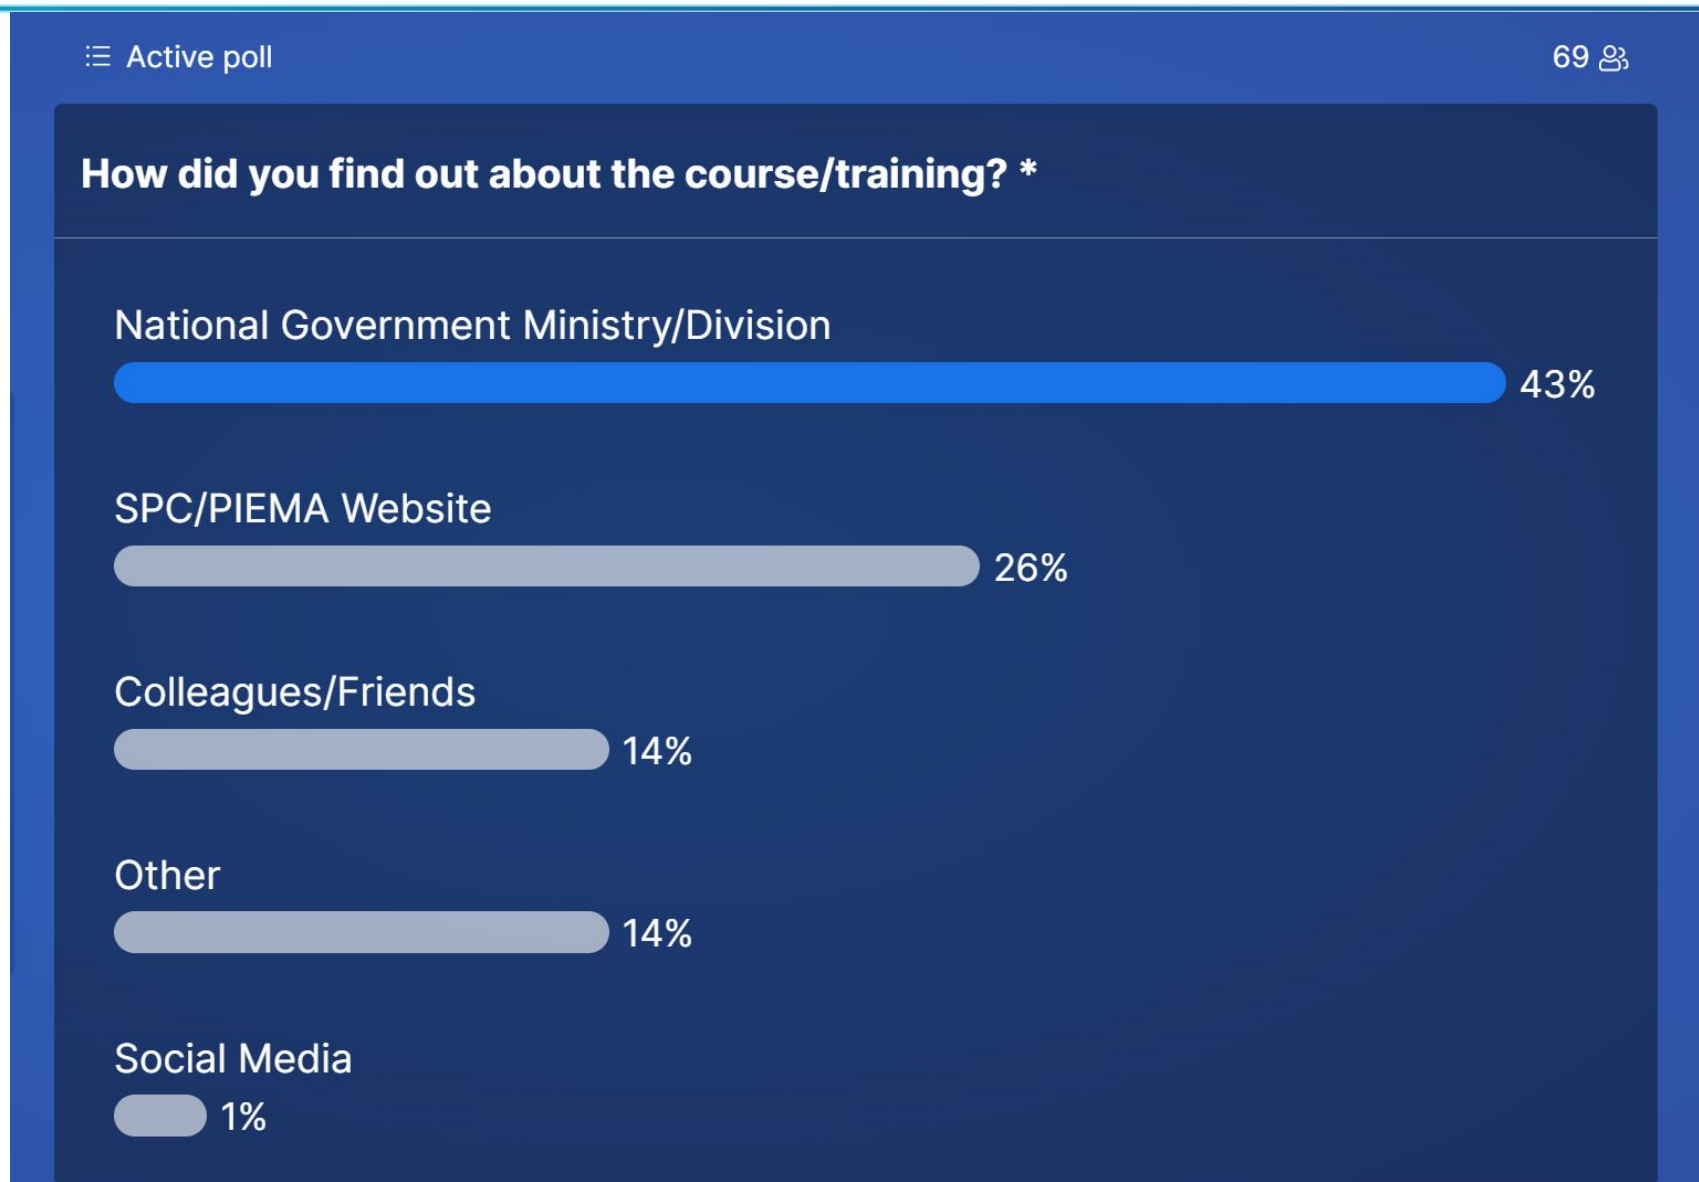 Active poll 69
How did you find out about the course/training? *
National Government Ministry/Division
43%
SPC/PIEMA Website
26%
Colleagues/Friends
14%
Other
14%
Social Media
1%